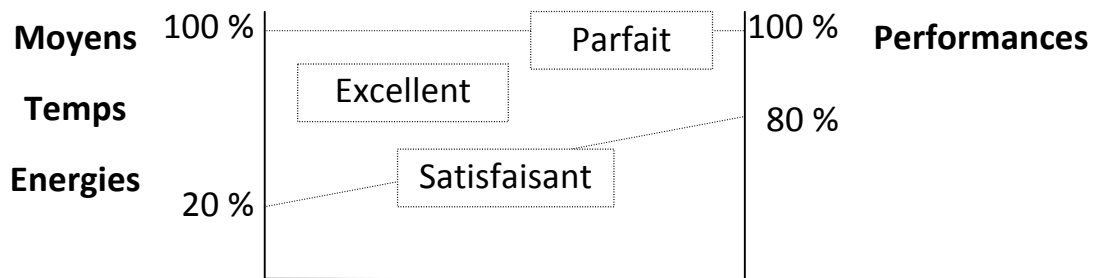 Moyens 100 % Parfait 100 % Performances
Excellent
Temps
80 %
Satisfaisant
Energies
20 %